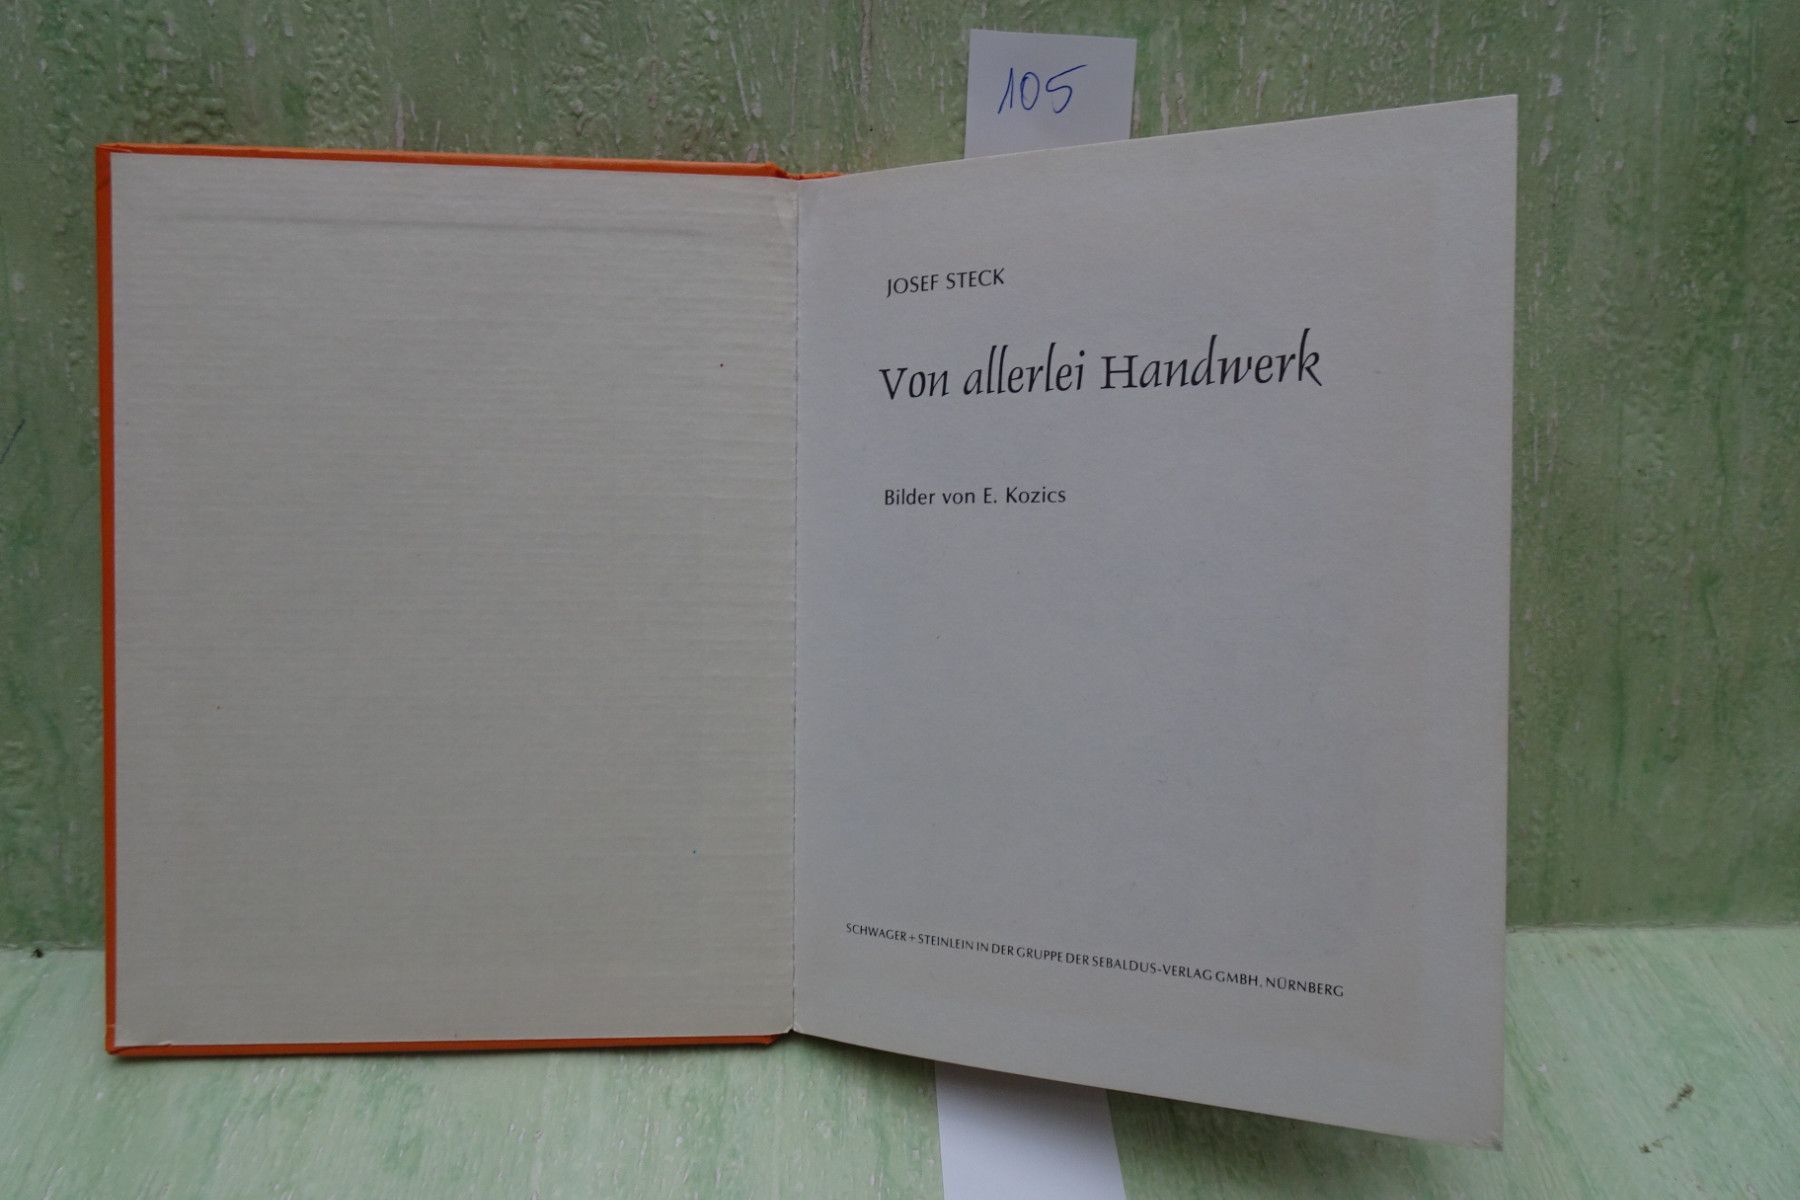 105
JOSEF STECK
Von allerlei Handwerk
Bilder von E. Kozics
SCHWAGER + STEINLEIN IN DER GRUPPE DER SEBALDUS-VERLAG GMBH, NÜRNBERG